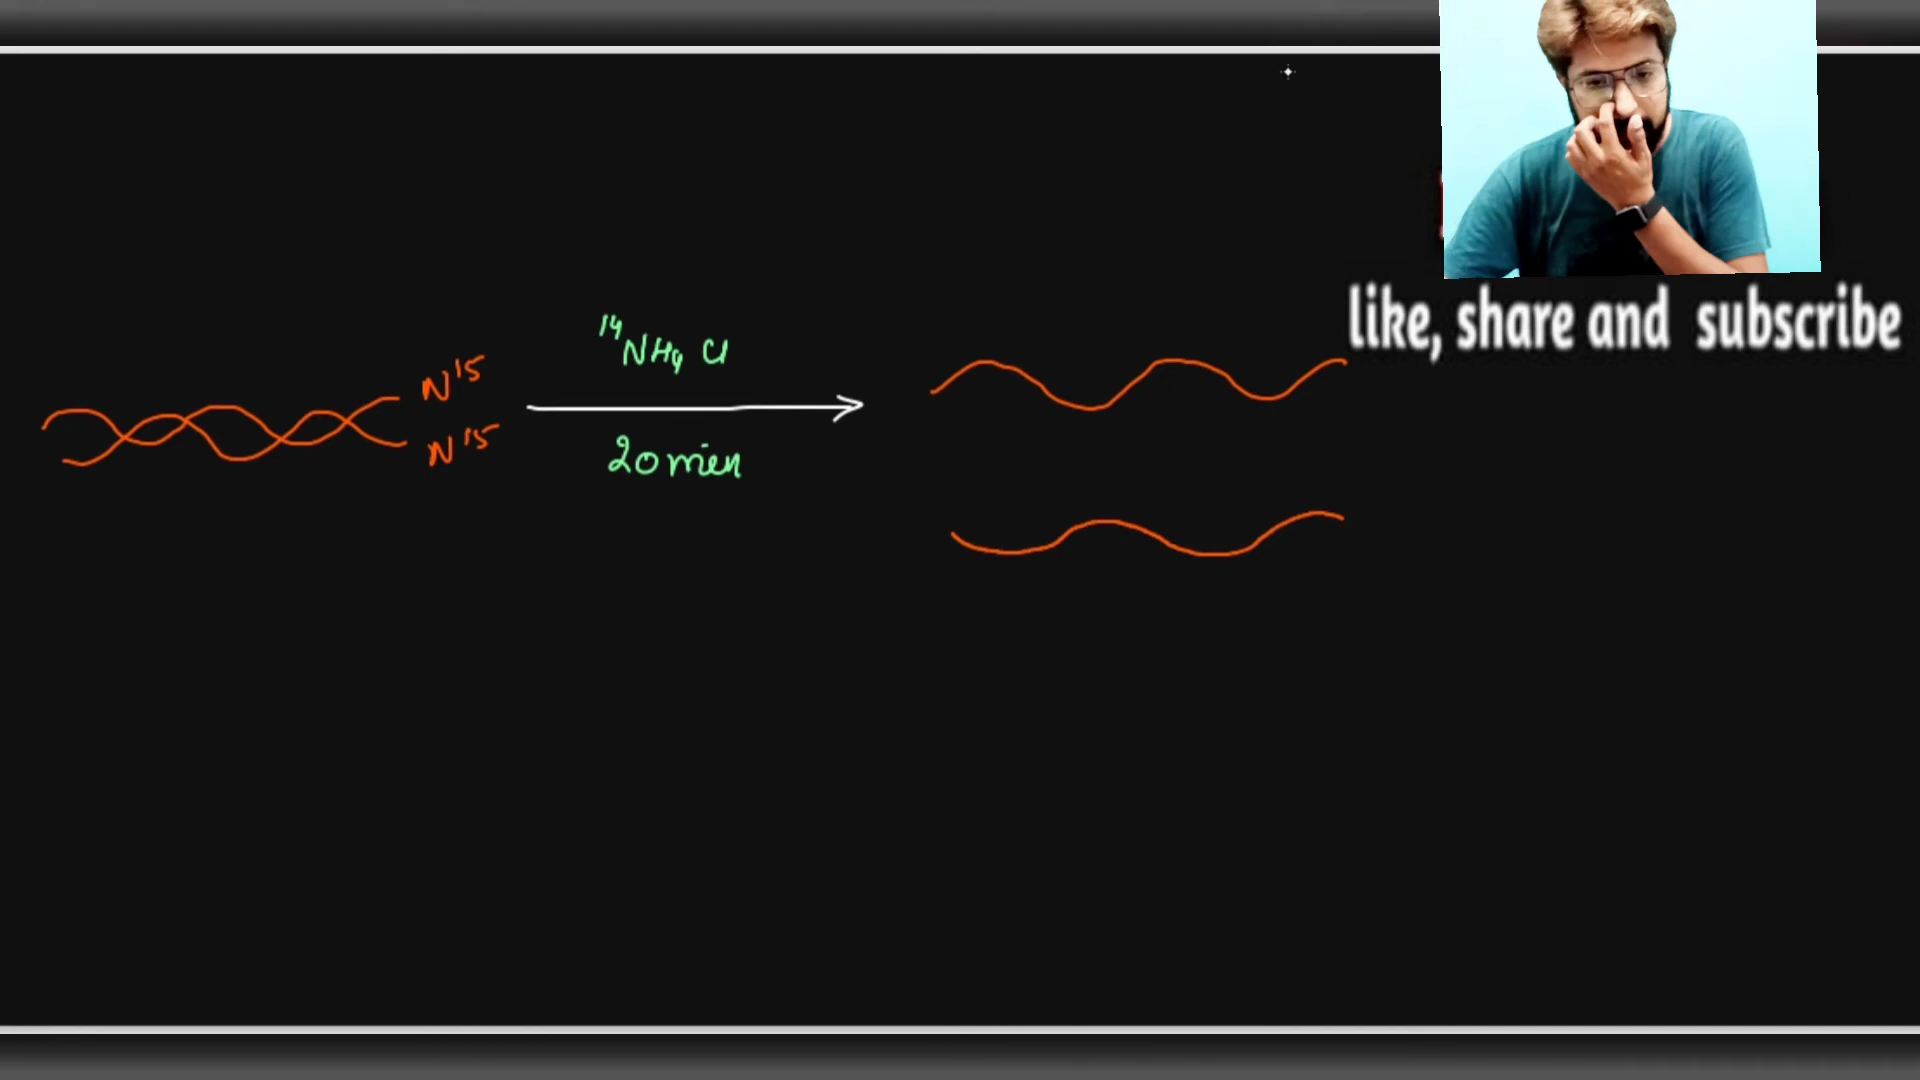 like, share and subscribe
¹⁴NH₄ Cl
N¹⁵
N¹⁵
20 min